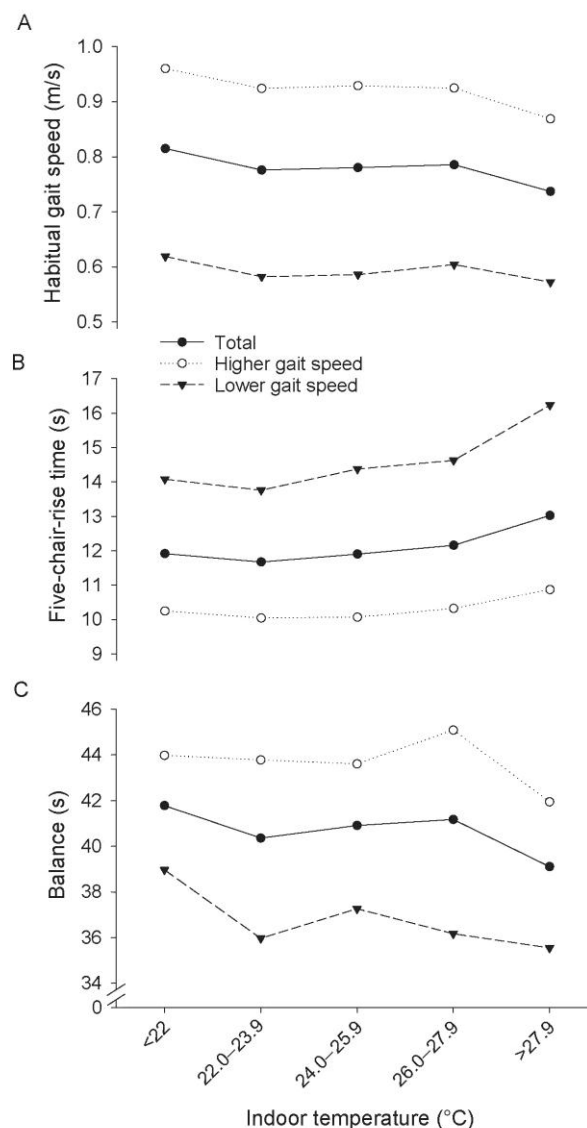 A
Habitual gait speed (m/s)
1.0
0.9
0.8
0.7
0.6
0.5
Total
Higher gait speed
Lower gait speed
B
Five-chair-rise time (s)
17
16
15
14
13
12
11
10
9
C
Balance (s)
46
44
42
40
38
36
34
0
<22
22.0–23.9
24.0–25.9
26.0–27.9
>27.9
Indoor temperature (°C)